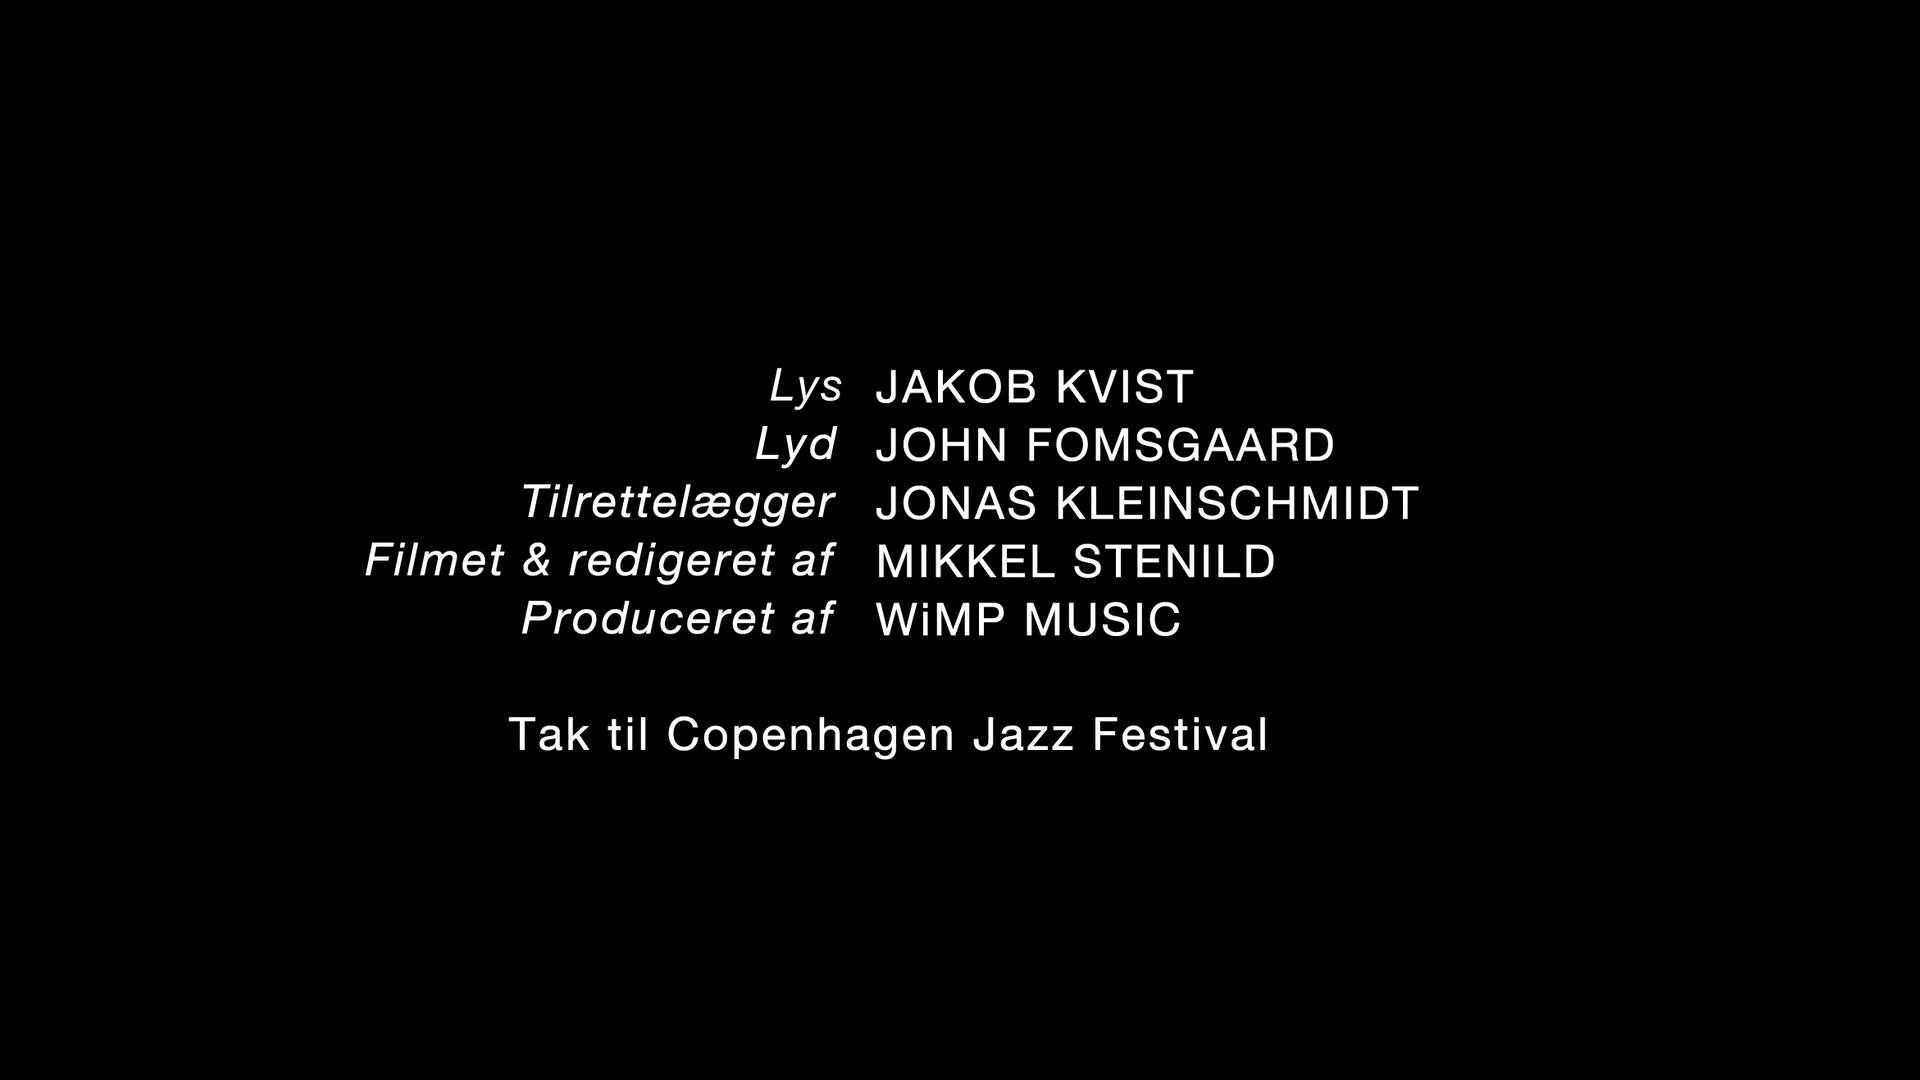 Lys JAKOB KVIST
Lyd JOHN FOMSGAARD
Tilrettelægger JONAS KLEINSCHMIDT
Filmet & redigeret af MIKKEL STENILD
Produceret af WiMP MUSIC
Tak til Copenhagen Jazz Festival